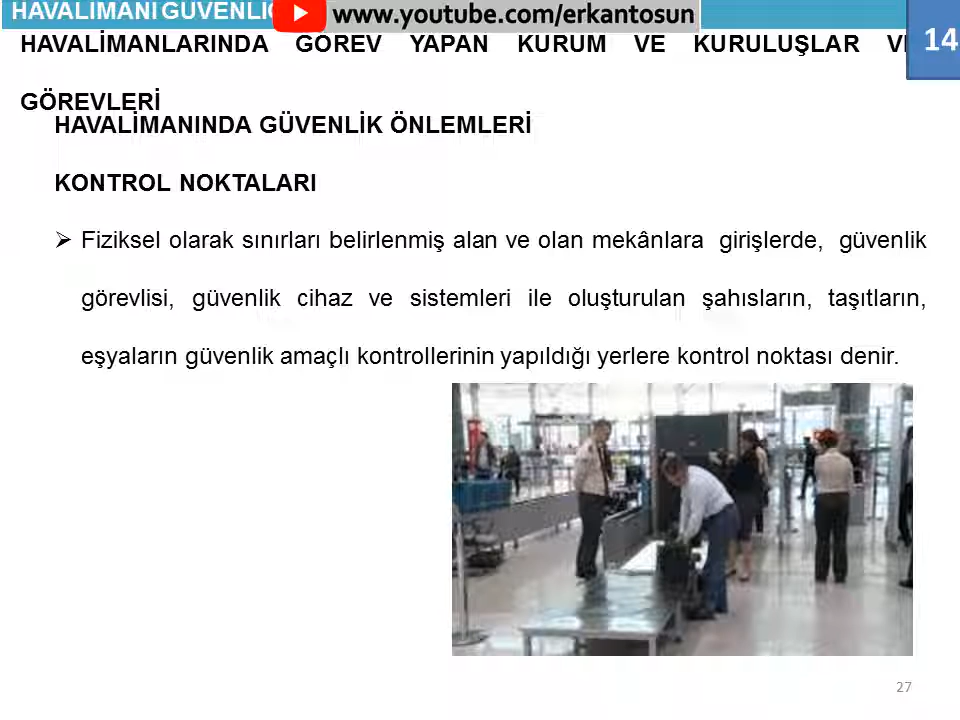 HAVALİMANI GÜVENLİĞ
www.youtube.com/erkantosun
14
HAVALİMANLARINDA GÖREV YAPAN KURUM VE KURULUŞLAR VE
GÖREVLERİ
HAVALİMANINDA GÜVENLİK ÖNLEMLERİ
KONTROL NOKTALARI
➢ Fiziksel olarak sınırları belirlenmiş alan ve olan mekânlara girişlerde, güvenlik
görevlisi, güvenlik cihaz ve sistemleri ile oluşturulan şahısların, taşıtların,
eşyaların güvenlik amaçlı kontrollerinin yapıldığı yerlere kontrol noktası denir.
27